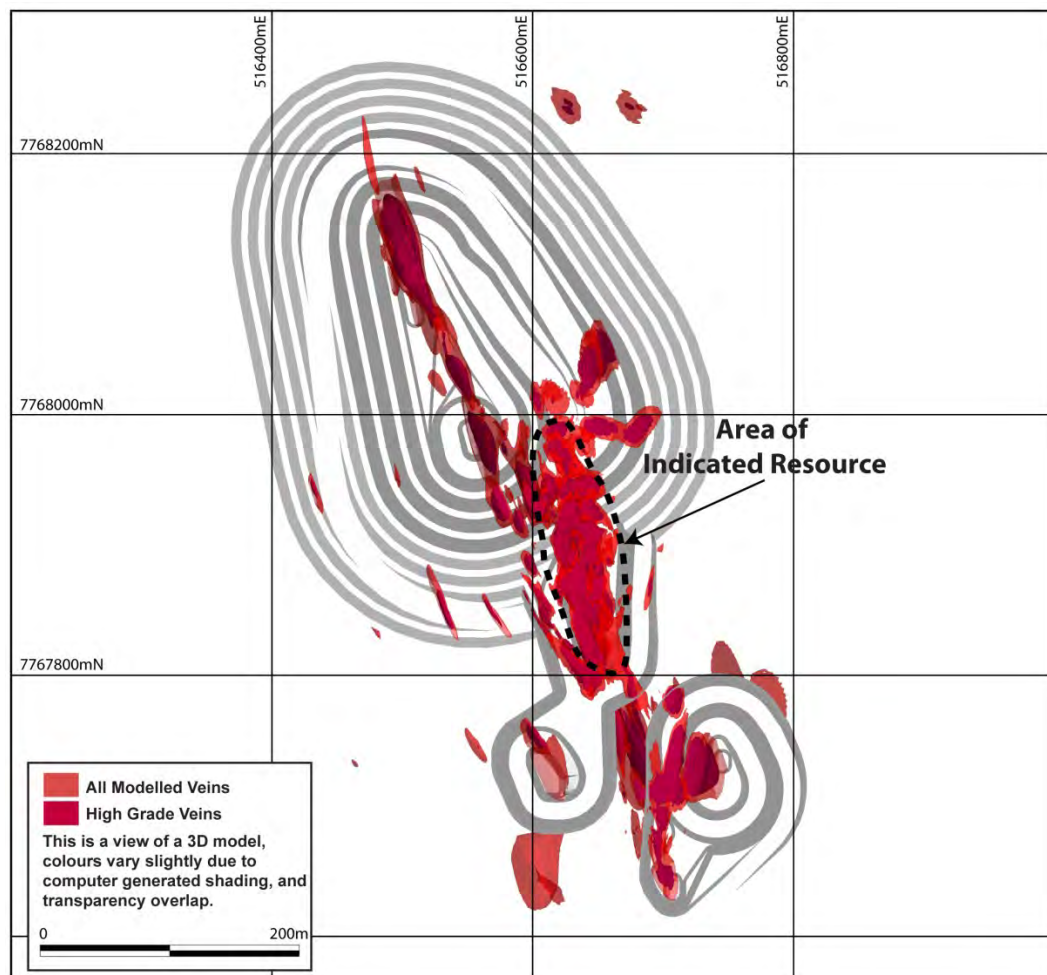 516400mE
516600mE
516800mE
7768200mN
7768000mN
Area of
Indicated Resource
7767800mN
All Modelled Veins
High Grade Veins
This is a view of a 3D model,
colours vary slightly due to
computer generated shading, and
transparency overlap.
0 200m